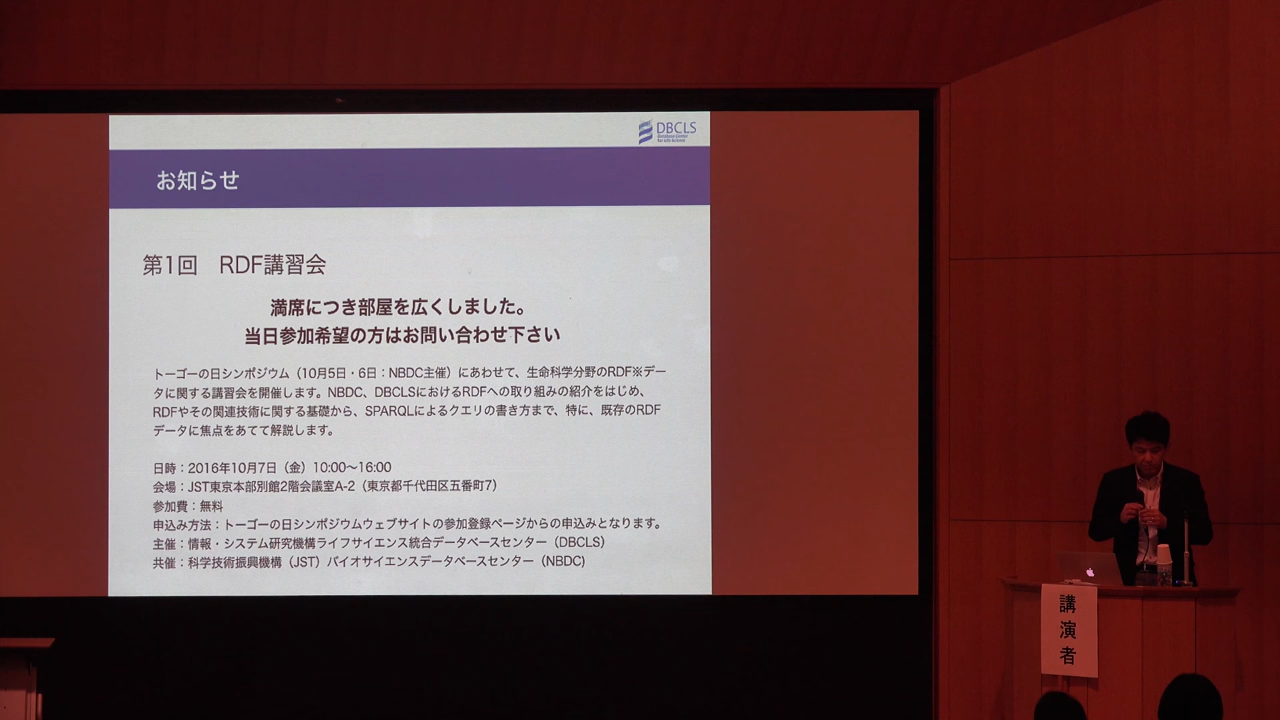 DBCLS
Database Center
for Life Science
お知らせ
第1回 RDF講習会
満席につき部屋を広くしました。
当日参加希望の方はお問い合わせ下さい
トーゴーの日シンポジウム（10月5日・6日：NBDC主催）にあわせて、生命科学分野のRDF※デー
タに関する講習会を開催します。NBDC、DBCLSにおけるRDFへの取り組みの紹介をはじめ、
RDFやその関連技術に関する基礎から、SPARQLによるクエリの書き方まで、特に、既存のRDF
データに焦点をあてて解説します。
日時：2016年10月7日（金）10:00〜16:00
会場：JST東京本部別館2階会議室A-2（東京都千代田区五番町7）
参加費：無料
申込み方法：トーゴーの日シンポジウムウェブサイトの参加登録ページからの申込みとなります。
主催：情報・システム研究機構ライフサイエンス統合データベースセンター（DBCLS）
共催：科学技術振興機構（JST）バイオサイエンスデータベースセンター（NBDC）
講演者